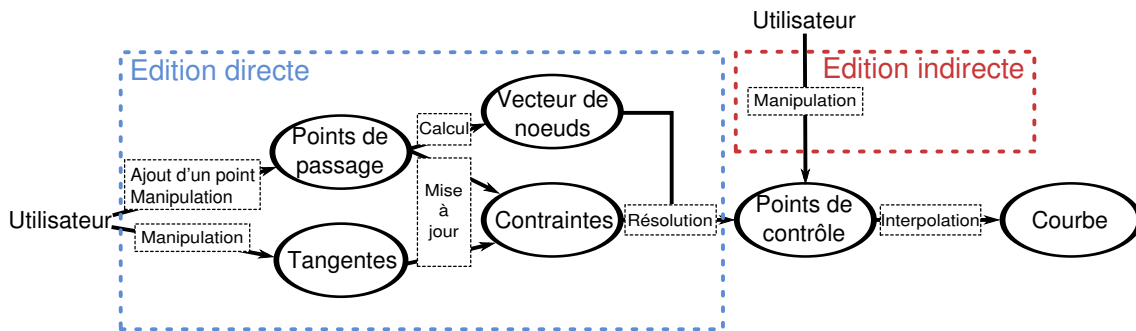 Utilisateur
Edition directe
Edition indirecte
Vecteur de
noeuds
Manipulation
Calcul
Points de
passage
Ajout d'un point
Manipulation
Mise
à
jour
Utilisateur
Manipulation
Contraintes
Résolution
Points de
contrôle
Interpolation
Courbe
Tangentes